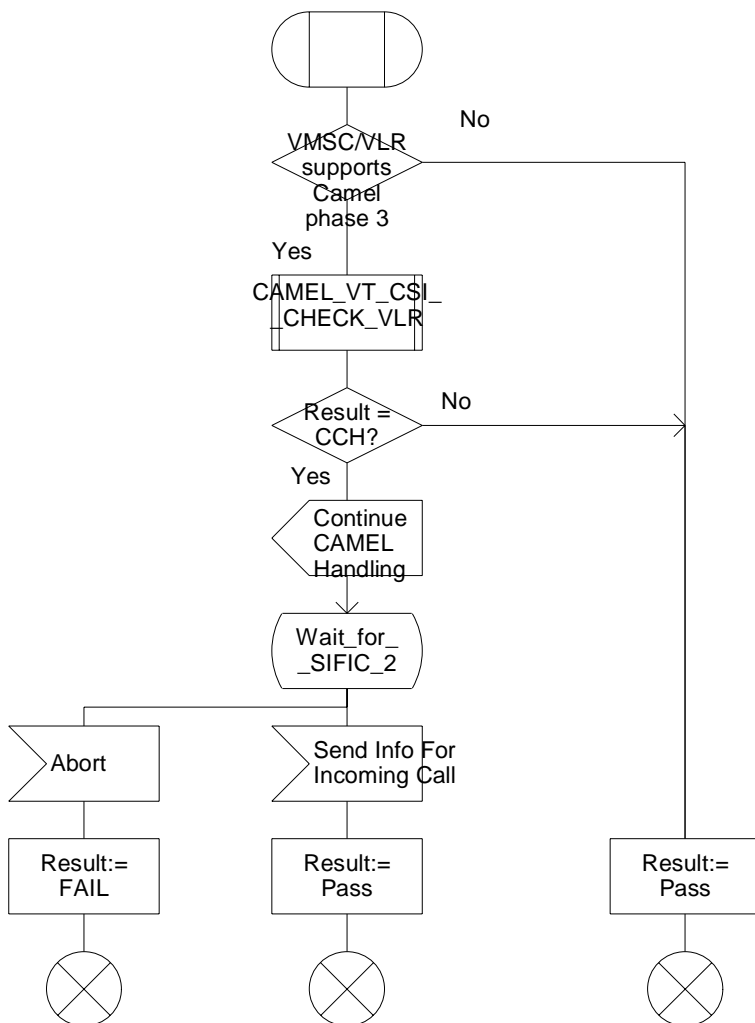 No
VMSC/VLR
supports
Camel
phase 3
Yes
CAMEL_VT_CSI_
_CHECK_VLR
Result =
CCH?
No
Yes
Continue
CAMEL
Handling
Wait_for_
_SIFIC_2
Abort
Send Info For
Incoming Call
Result:=
FAIL
Result:=
Pass
Result:=
Pass